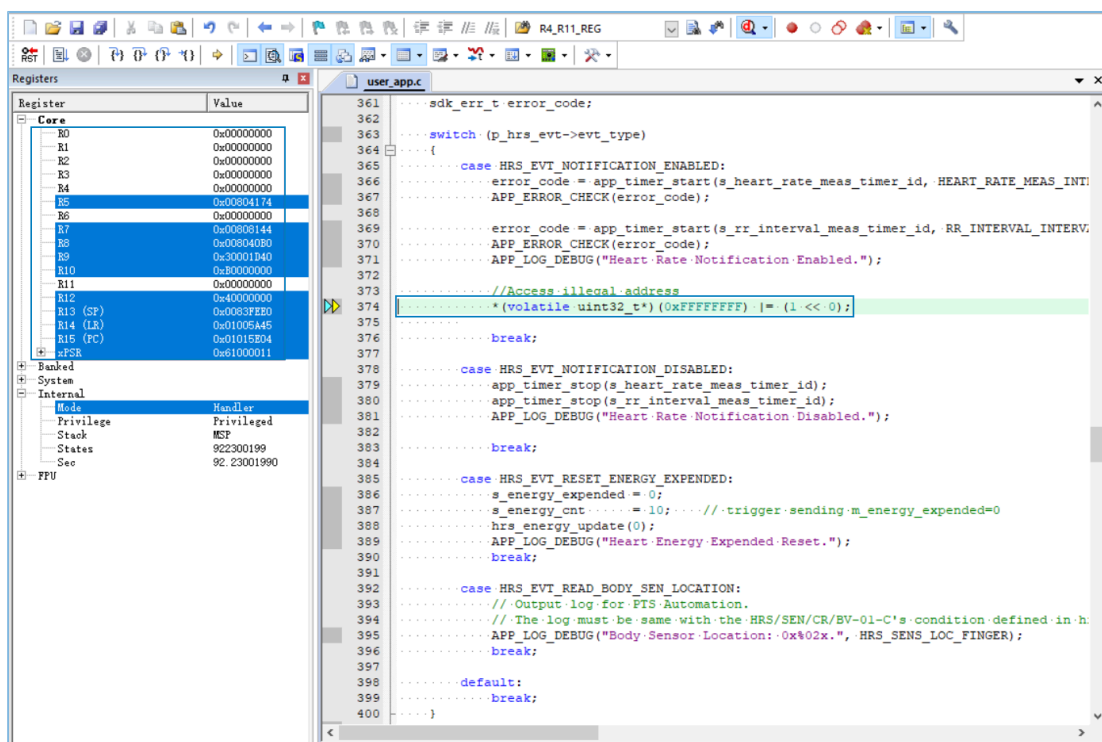 R4_R11_REG
RST
Registers
user_app.c
Register Value
Core
R0 0x00000000
R1 0x00000000
R2 0x00000000
R3 0x00000000
R4 0x00000000
R5 0x00804174
R6 0x00000000
R7 0x00808144
R8 0x008040B0
R9 0x30001D40
R10 0xB0000000
R11 0x00000000
R12 0x40000000
R13 (SP) 0x0083FEE0
R14 (LR) 0x01005A45
R15 (PC) 0x01015E04
xPSR 0x61000011
Banked
System
Internal
Mode Handler
Privilege Privileged
Stack MSP
States 922300199
Sec 92.23001990
FPU
361 sdk_err_t error_code;
362
363 switch (p_hrs_evt->evt_type)
364 {
365 case HRS_EVT_NOTIFICATION_ENABLED:
366 error_code = app_timer_start(s_heart_rate_meas_timer_id, HEART_RATE_MEAS_INT
367 APP_ERROR_CHECK(error_code);
368
369 error_code = app_timer_start(s_rr_interval_meas_timer_id, RR_INTERVAL_INTERV
370 APP_ERROR_CHECK(error_code);
371 APP_LOG_DEBUG("Heart Rate Notification Enabled.");
372
373 //Access illegal address
374 *(volatile uint32_t*)(0xFFFFFFFF) |= (1 << 0);
375
376 break;
377
378 case HRS_EVT_NOTIFICATION_DISABLED:
379 app_timer_stop(s_heart_rate_meas_timer_id);
380 app_timer_stop(s_rr_interval_meas_timer_id);
381 APP_LOG_DEBUG("Heart Rate Notification Disabled.");
382
383 break;
384
385 case HRS_EVT_RESET_ENERGY_EXPENDED:
386 s_energy_expended = 0;
387 s_energy_cnt = 10; // trigger sending m_energy_expended=0
388 hrs_energy_update(0);
389 APP_LOG_DEBUG("Heart Energy Expended Reset.");
390 break;
391
392 case HRS_EVT_READ_BODY_SEN_LOCATION:
393 // Output log for PTS Automation.
394 // The log must be same with the HRS/SEN/CR/BV-01-C's condition defined in h
395 APP_LOG_DEBUG("Body Sensor Location: 0x%02x.", HRS_SENS_LOC_FINGER);
396 break;
397
398 default:
399 break;
400 }